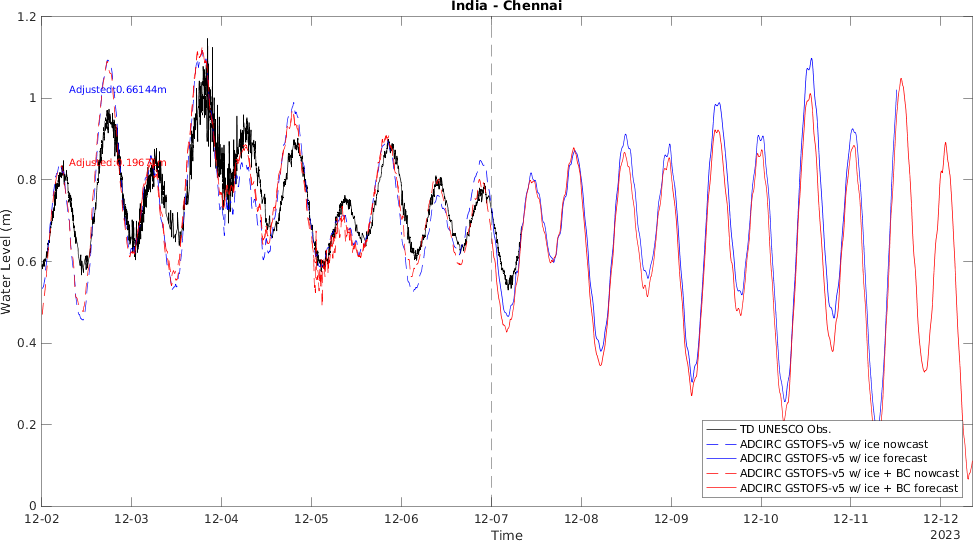 India - Chennai
Water Level (m)
1.2
1
0.8
0.6
0.4
0.2
0
Adjusted:0.66144m
TD UNESCO Obs.
ADCIRC GSTOFS-v5 w/ ice nowcast
ADCIRC GSTOFS-v5 w/ ice forecast
ADCIRC GSTOFS-v5 w/ ice + BC nowcast
ADCIRC GSTOFS-v5 w/ ice + BC forecast
12-02 12-03 12-04 12-05 12-06 12-07 12-08 12-09 12-10 12-11 12-12
Time
2023